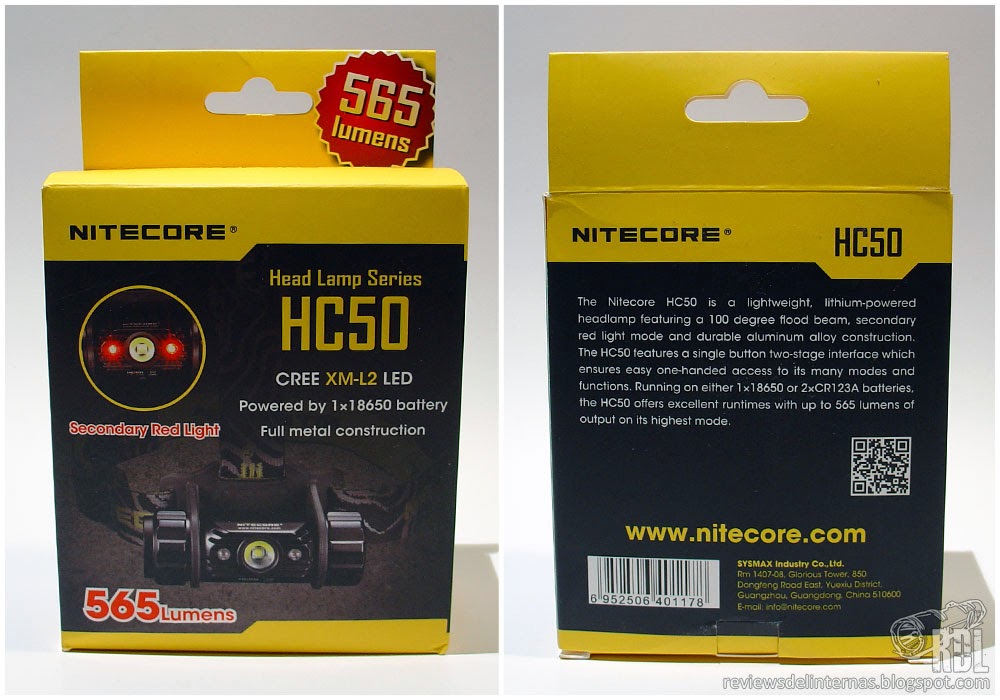 565
lumens
NITECORE®
Head Lamp Series
HC50
CREE XM-L2 LED
Powered by 1×18650 battery
Full metal construction
Secondary Red Light
NITECORE®
565Lumens
NITECORE®
HC50
The Nitecore HC50 is a lightweight, lithium-powered
headlamp featuring a 100 degree flood beam, secondary
red light mode and durable aluminum alloy construction.
The HC50 features a single button two-stage interface which
ensures easy one-handed access to its many modes and
functions. Running on either 1×18650 or 2xCR123A batteries,
the HC50 offers excellent runtimes with up to 565 lumens of
output on its highest mode.
www.nitecore.com
6 952506 401178
SYSMAX Industry Co.,Ltd.
Rm 1407-08, Glorious Tower, 850
Dongfeng Road East, Yuexiu District,
Guangzhou, Guangdong, China 510600
E-mail: info@nitecore.com
RDL
reviewsdelinternas.blogspot.com